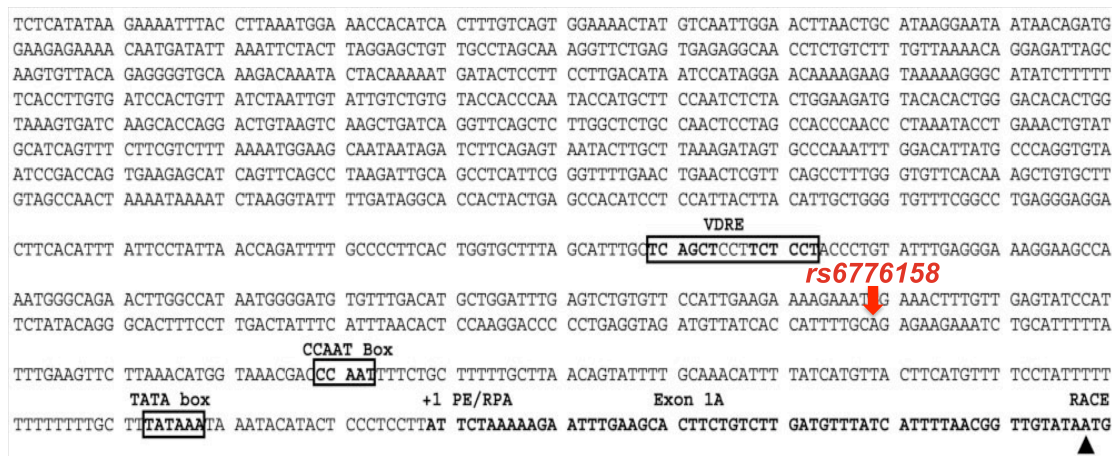 TCTCATATAA GAAAATTTAC CTTAAATGGA AACCACATCA CTTTGTCAGT GGAAAACTAT GTCAATTGGA ACTTAACTGC ATAAGGAATA ATAACAGATG
GAAGAGAAAA CAATGATATT AAATTCTACT TAGGAGCTGT TGCCTAGCAA AGGTTCTGAG TGAGAGGCAA CCTCTGTCTT TGTTAAAACA GGAGATTAGC
AAGTGTTACA GAGGGGTGCA AAGACAAATA CTACAAAAAT GATACTCCTT CCTTGACATA ATCCATAGGA ACAAAAGAAG TAAAAAGGGC ATATCTTTTT
TCACCTTGTG ATCCACTGTT ATCTAATTGT ATTGTCTGTG TACCACCCAA TACCATGCTT CCAATCTCTA CTGGAAGATG TACACACTGG GACACACTGG
TAAAGTGATC AAGCACCAGG ACTGTAAGTC AAGCTGATCA GGTTCAGCTC TTGGCTCTGC CAACTCCTAG CCACCCAACC CTAAATACCT GAAACTGTAT
GCATCAGTTT CTTCGTCTTT AAAATGGAAG CAATAATAGA TCTTCAGAGT AATACTTGCT TAAAGATAGT GCCCAAATTT GGACATTATG CCCAGGTGTA
ATCCGACCAG TGAAGAGCAT CAGTTCAGCC TAAGATTGCA GCCTCATTCG GGTTTTGAAC TGAACTCGTT CAGCCTTTGG GTGTTCACAA AGCTGTGCTT
GTAGCCAACT AAAATAAAAT CTAAGGTATT TTGATAGGCA CCACTACTGA GCCACATCCT CCATTACTTA CATTGCTGGG TGTTTCGGCC TGAGGGAGGA
VDRE
CTTCACATTT ATTCCTATTA ACCAGATTTT GCCCCTTCAC TGGTGCTTTA GCATTTGCTC AGCTCCTTCT CCTACCCTGT ATTTGAGGGA AAGGAAGCCA
rs6776158
AATGGGCAGA ACTTGGCCAT AATGGGGATG TGTTTGACAT GCTGGATTTG AGTCTGTGTT CCATTGAAGA AAAGAAAT G GAAACTTTGTT GAGTATCCAT
TCTATACAGG GCACTTTCCT TGACTATTTC ATTTAACACT CCAAGGACCC CCTGAGGTAG ATGTTATCAC CATTTTGCAG AGAAGAAATC TGCATTTTTA
CCAAT Box
TTTGAAGTTC TTAAACATGG TAAACGACCC AATTTTCTGC TTTTTGCTTA ACAGTATTTT GCAAACATTT TATCATGTTA CTTCATGTTT TCCTATTTTT
TATA box +1 PE/RPA Exon 1A RACE
TTTTTTTTGC TTTATAAATA AATACATACT CCCTCCTTAT TCTAAAAAGA ATTTGAAGCA CTTCTGTCTT GATGTTTATC ATTTTAACGG TTGTATAATG